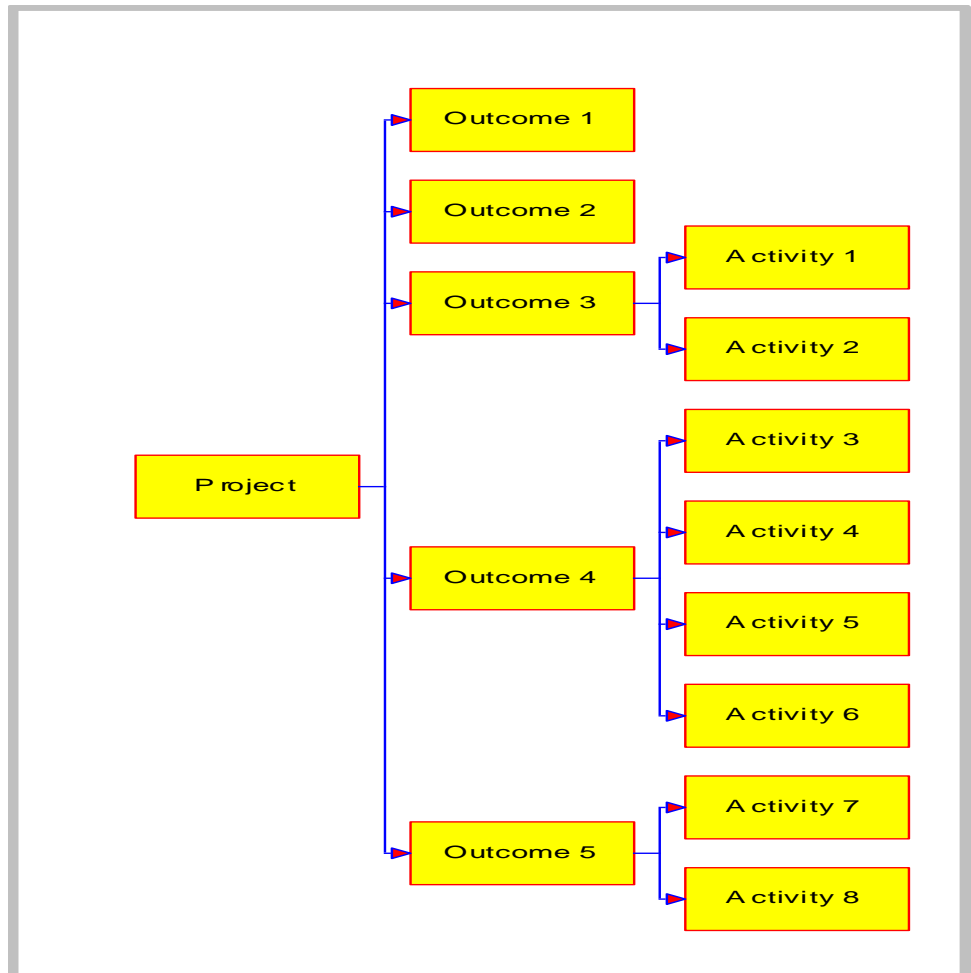 Outcome 1
Outcome 2
Activity 1
Outcome 3
Activity 2
Activity 3
Project
Activity 4
Outcome 4
Activity 5
Activity 6
Activity 7
Outcome 5
Activity 8